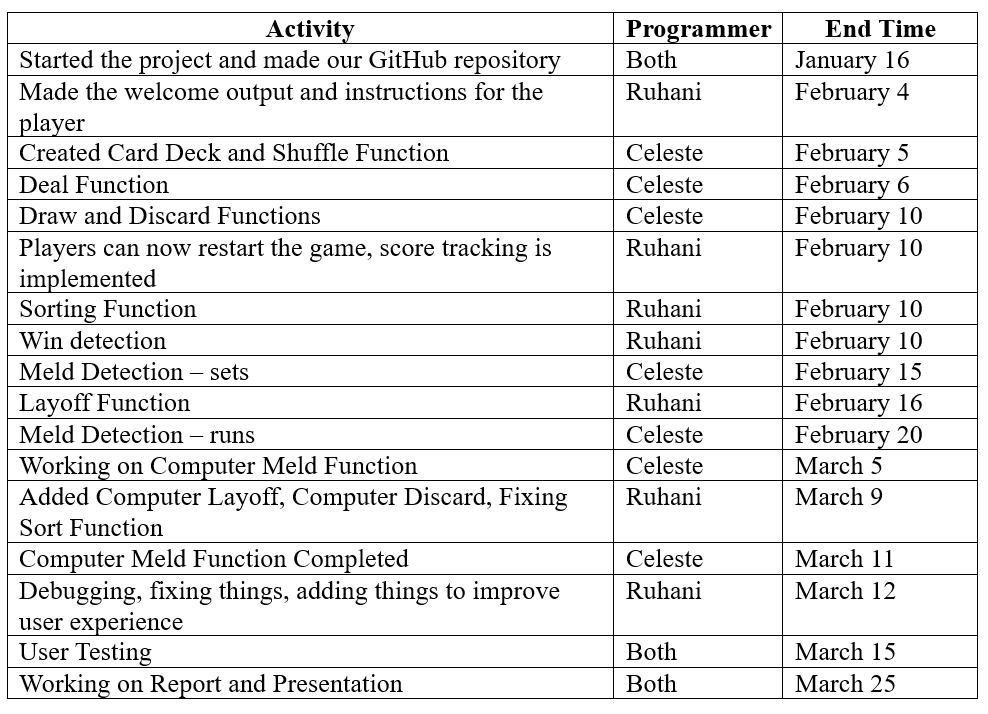 Activity Programmer End Time
Started the project and made our GitHub repository Both January 16
Made the welcome output and instructions for the Ruhani February 4
player
Created Card Deck and Shuffle Function Celeste February 5
Deal Function Celeste February 6
Draw and Discard Functions Celeste February 10
Players can now restart the game, score tracking is Ruhani February 10
implemented
Sorting Function Ruhani February 10
Win detection Ruhani February 10
Meld Detection – sets Celeste February 15
Layoff Function Ruhani February 16
Meld Detection – runs Celeste February 20
Working on Computer Meld Function Celeste March 5
Added Computer Layoff, Computer Discard, Fixing Ruhani March 9
Sort Function
Computer Meld Function Completed Celeste March 11
Debugging, fixing things, adding things to improve Ruhani March 12
user experience
User Testing Both March 15
Working on Report and Presentation Both March 25